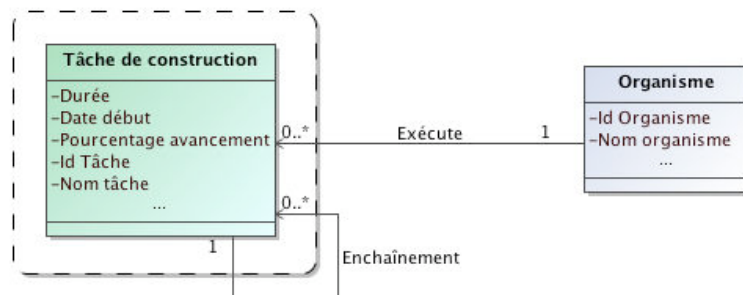 Tâche de construction
-Durée
-Date début
-Pourcentage avancement
-Id Tâche
-Nom tâche
...
0..*
Exécute
1
Organisme
-Id Organisme
-Nom organisme
...
0..*
1
Enchaînement